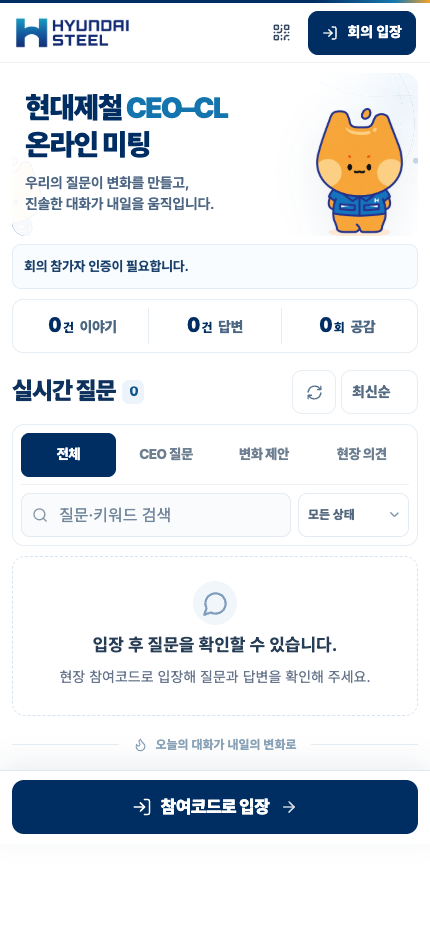 HYUNDAI
STEEL
회의 입장
현대제철 CEO–CL
온라인 미팅
우리의 질문이 변화를 만들고,
진솔한 대화가 내일을 움직입니다.
회의 참가자 인증이 필요합니다.
0건 이야기
0건 답변
0회 공감
실시간 질문 0
최신순
전체
CEO 질문
변화 제안
현장 의견
질문·키워드 검색
모든 상태
입장 후 질문을 확인할 수 있습니다.
현장 참여코드로 입장해 질문과 답변을 확인해 주세요.
오늘의 대화가 내일의 변화로
참여코드로 입장